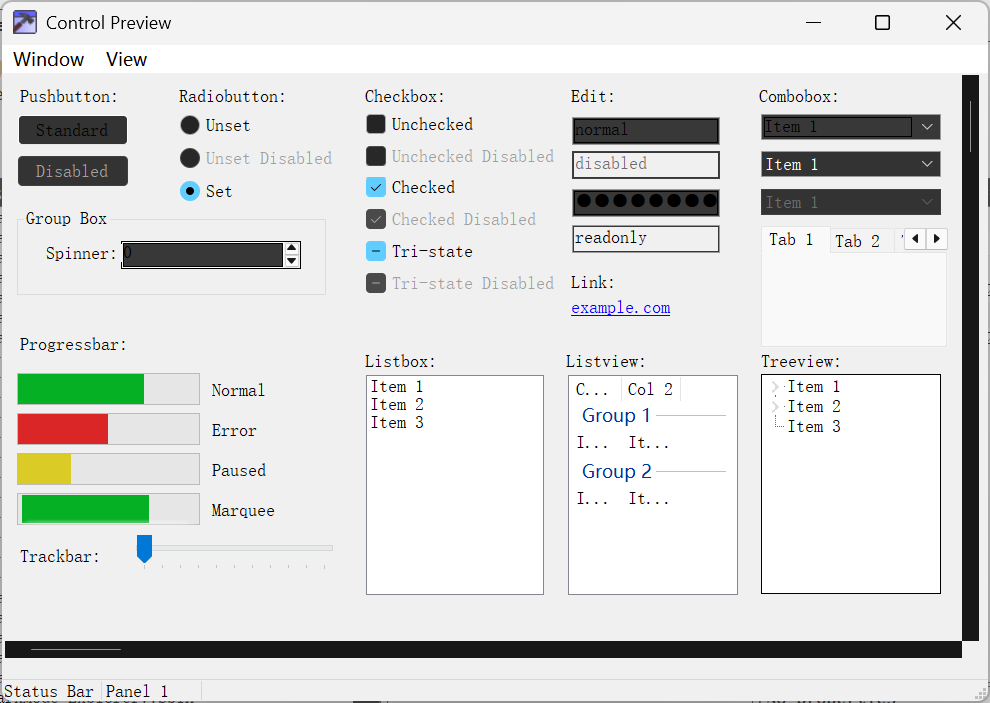 Control Preview
Window View
Pushbutton:
Standard
Disabled
Radiobutton:
Unset
Unset Disabled
Set
Group Box
Spinner: 0
Checkbox:
Unchecked
Unchecked Disabled
Checked
Checked Disabled
Tri-state
Tri-state Disabled
Edit:
normal
disabled
readonly
Link:
example.com
Combobox:
Item 1
Item 1
Item 1
Tab 1 Tab 2
Progressbar:
Normal
Error
Paused
Marquee
Trackbar:
Listbox:
Item 1
Item 2
Item 3
Listview:
C... Col 2
Group 1
I... It...
Group 2
I... It...
Treeview:
Item 1
Item 2
Item 3
Status Bar Panel 1